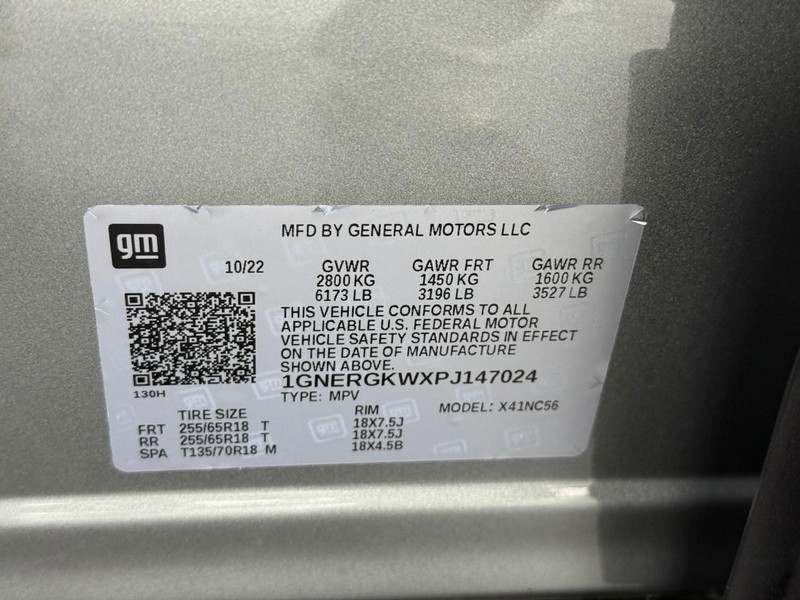 gm
MFD BY GENERAL MOTORS LLC
10/22 GVWR GAWR FRT GAWR RR
2800 KG 1450 KG 1600 KG
6173 LB 3196 LB 3527 LB
THIS VEHICLE CONFORMS TO ALL
APPLICABLE U.S. FEDERAL MOTOR
VEHICLE SAFETY STANDARDS IN EFFECT
ON THE DATE OF MANUFACTURE
SHOWN ABOVE.
1GNERGKWXPJ147024
130H
TYPE: MPV MODEL: X41NC56
TIRE SIZE RIM
FRT 255/65R18 T 18X7.5J
RR 255/65R18 T 18X7.5J
SPA T135/70R18 M 18X4.5B